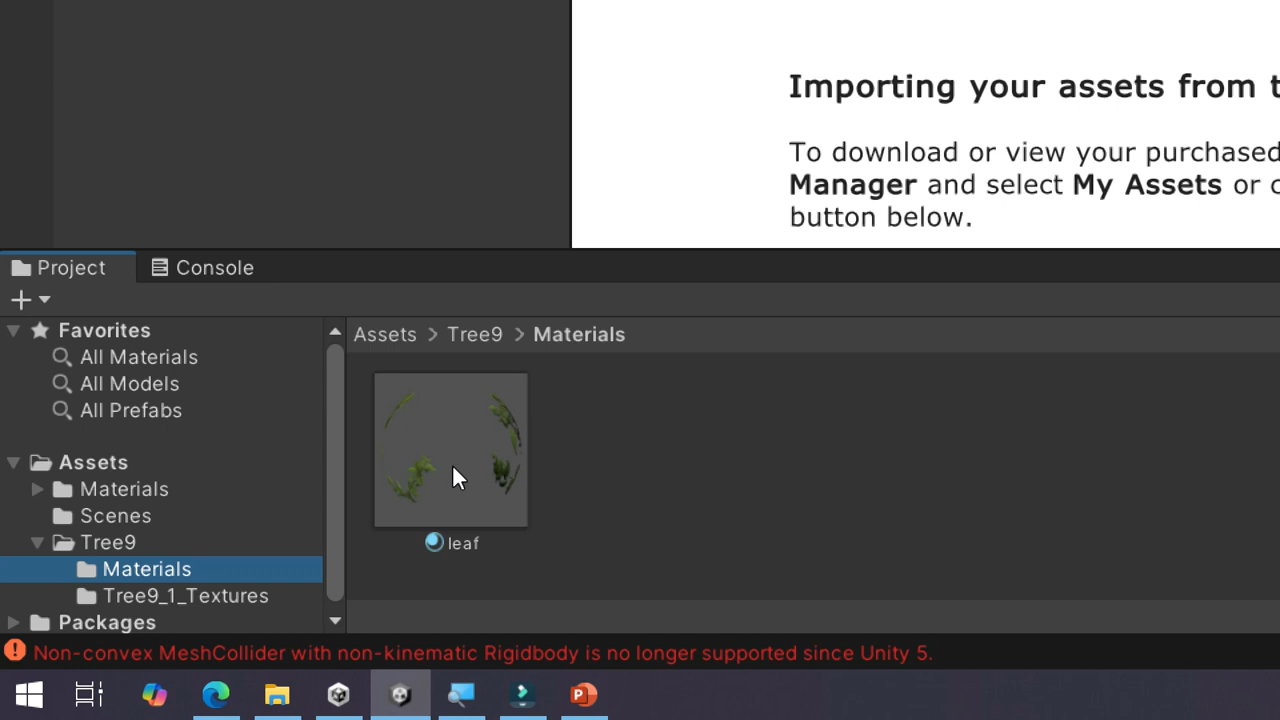 Importing your assets from t
To download or view your purchased
Manager and select My Assets or c
button below.
Project
Console
Favorites
All Materials
All Models
All Prefabs
Assets
Materials
Scenes
Tree9
Materials
Tree9_1_Textures
Packages
Assets > Tree9 > Materials
leaf
Non-convex MeshCollider with non-kinematic Rigidbody is no longer supported since Unity 5.